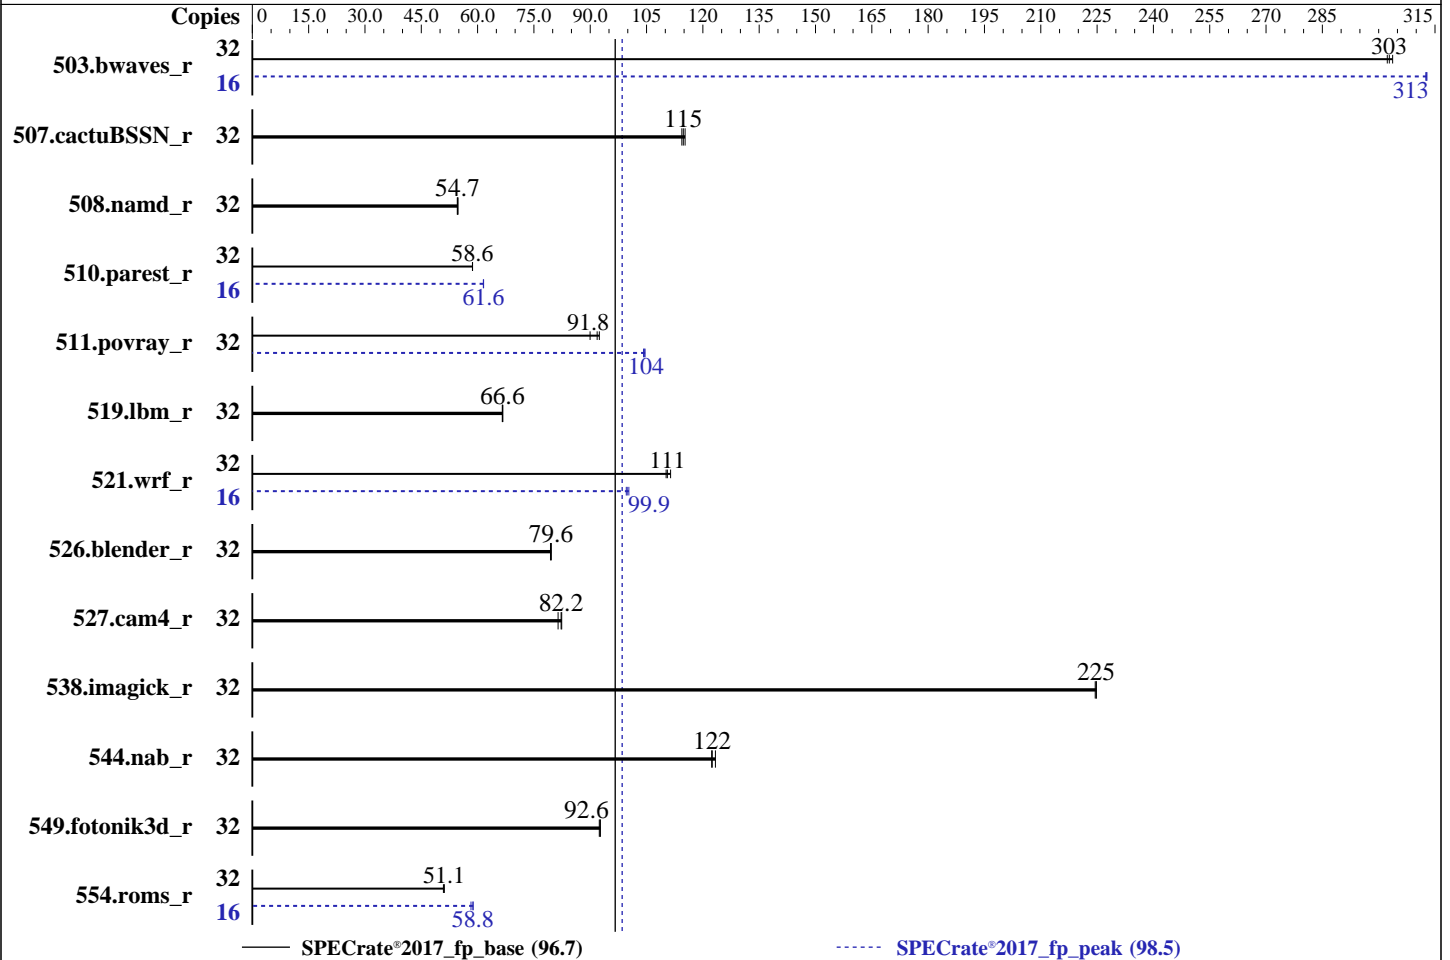 Copies 0 15.0 30.0 45.0 60.0 75.0 90.0 105 120 135 150 165 180 195 210 225 240 255 270 285 315
503.bwaves_r 32 303
16 313
507.cactuBSSN_r 32 115
508.namd_r 32 54.7
510.parest_r 32 58.6
16 61.6
511.povray_r 32 91.8
104
519.lbm_r 32 66.6
521.wrf_r 32 111
16 99.9
526.blender_r 32 79.6
527.cam4_r 32 82.2
538.imagick_r 32 225
544.nab_r 32 122
549.fotonik3d_r 32 92.6
554.roms_r 32 51.1
16 58.8
SPECrate®2017_fp_base (96.7) SPECrate®2017_fp_peak (98.5)